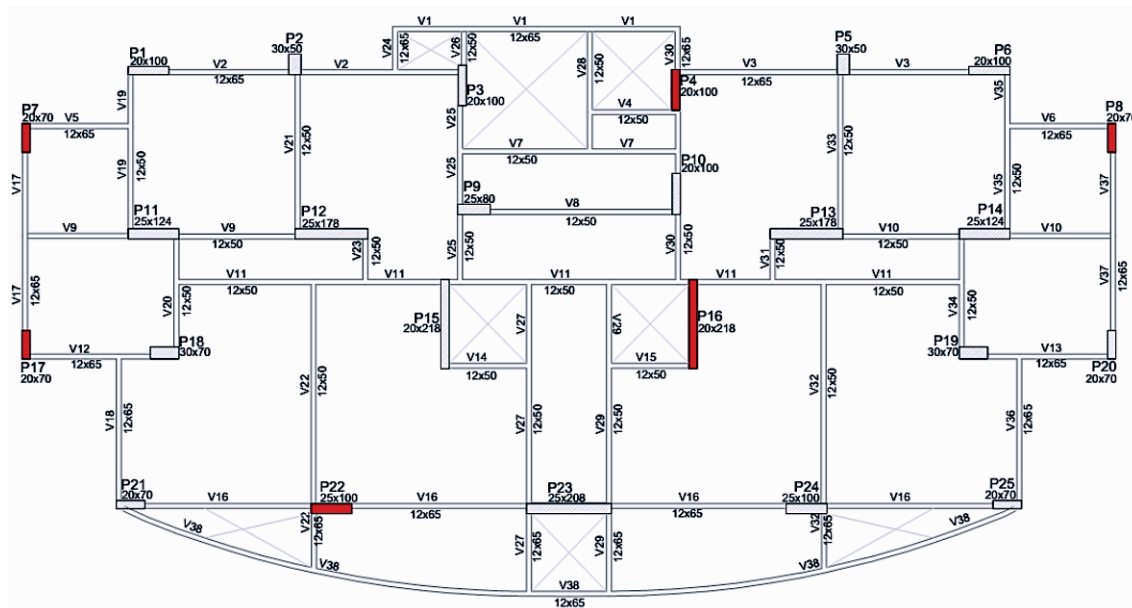 V1
V1
V1
12x65
V24
12x65
V26
12x50
V28
12x50
V30
12x65
P1
20x100
P2
30x50
V2
12x65
V2
P3
20x100
P4
20x100
V3
12x65
P5
30x50
V3
P6
20x100
P7
20x70
V5
12x65
V19
V19
12x50
V21
12x50
V25
V25
V4
12x50
V7
12x50
V7
V33
12x50
V35
V35
12x50
V6
12x65
P8
20x70
V17
V37
P9
25x80
V8
12x50
P10
20x100
P11
25x124
V9
V9
12x50
P12
25x178
V23
12x50
V25
12x50
V30
12x50
P13
25x178
V31
12x50
V10
12x50
P14
25x124
V10
V17
12x65
V20
12x50
V11
12x50
V11
V11
12x50
V11
V11
12x50
V34
12x50
V37
12x65
P15
20x218
V27
V29
P16
20x218
P17
20x70
V12
12x65
P18
30x70
V14
12x50
V15
12x50
P19
30x70
V13
12x65
P20
20x70
V18
12x65
V22
12x50
V27
12x50
V29
12x50
V32
12x50
V36
12x65
P21
20x70
V16
P22
25x100
V16
12x65
P23
25x208
V16
12x65
P24
25x100
V16
P25
20x70
V38
V22
12x65
V38
V27
12x65
V29
12x65
V32
12x65
V38
V38
V38
12x65